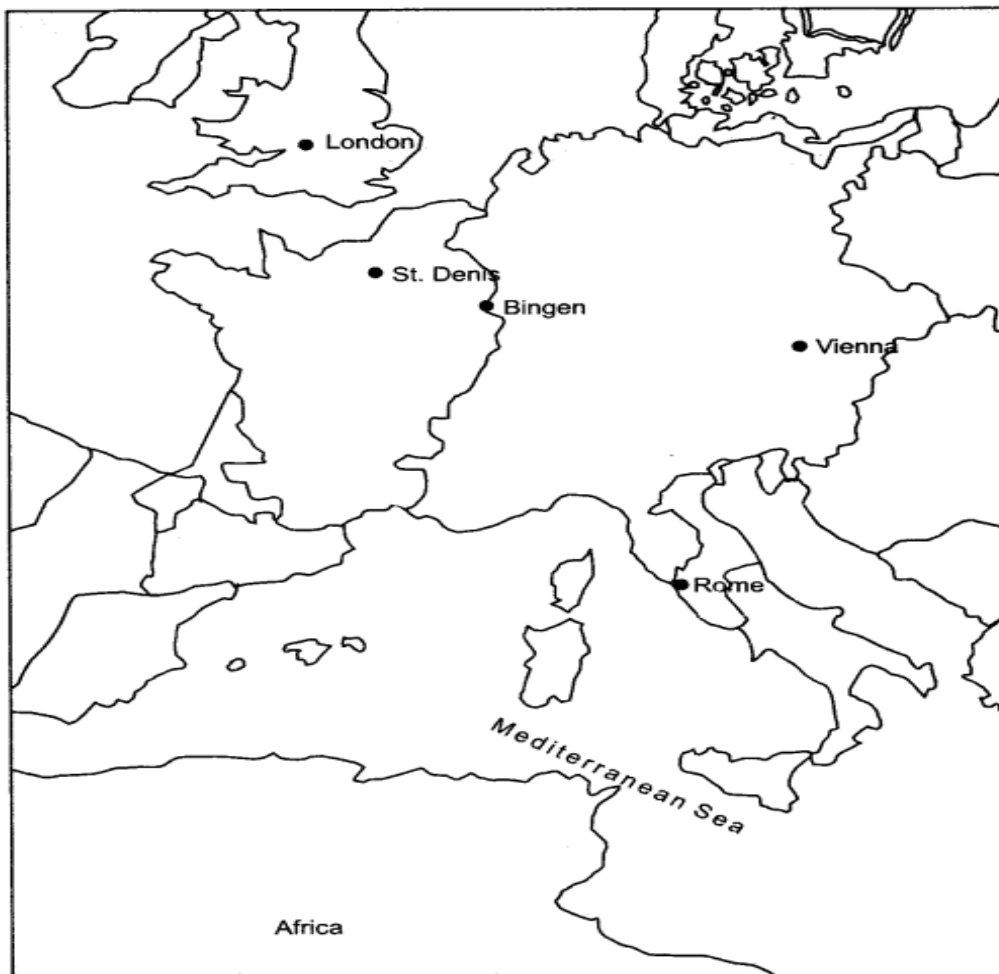 London
St. Denis
Bingen
Vienna
Rome
Mediterranean Sea
Africa